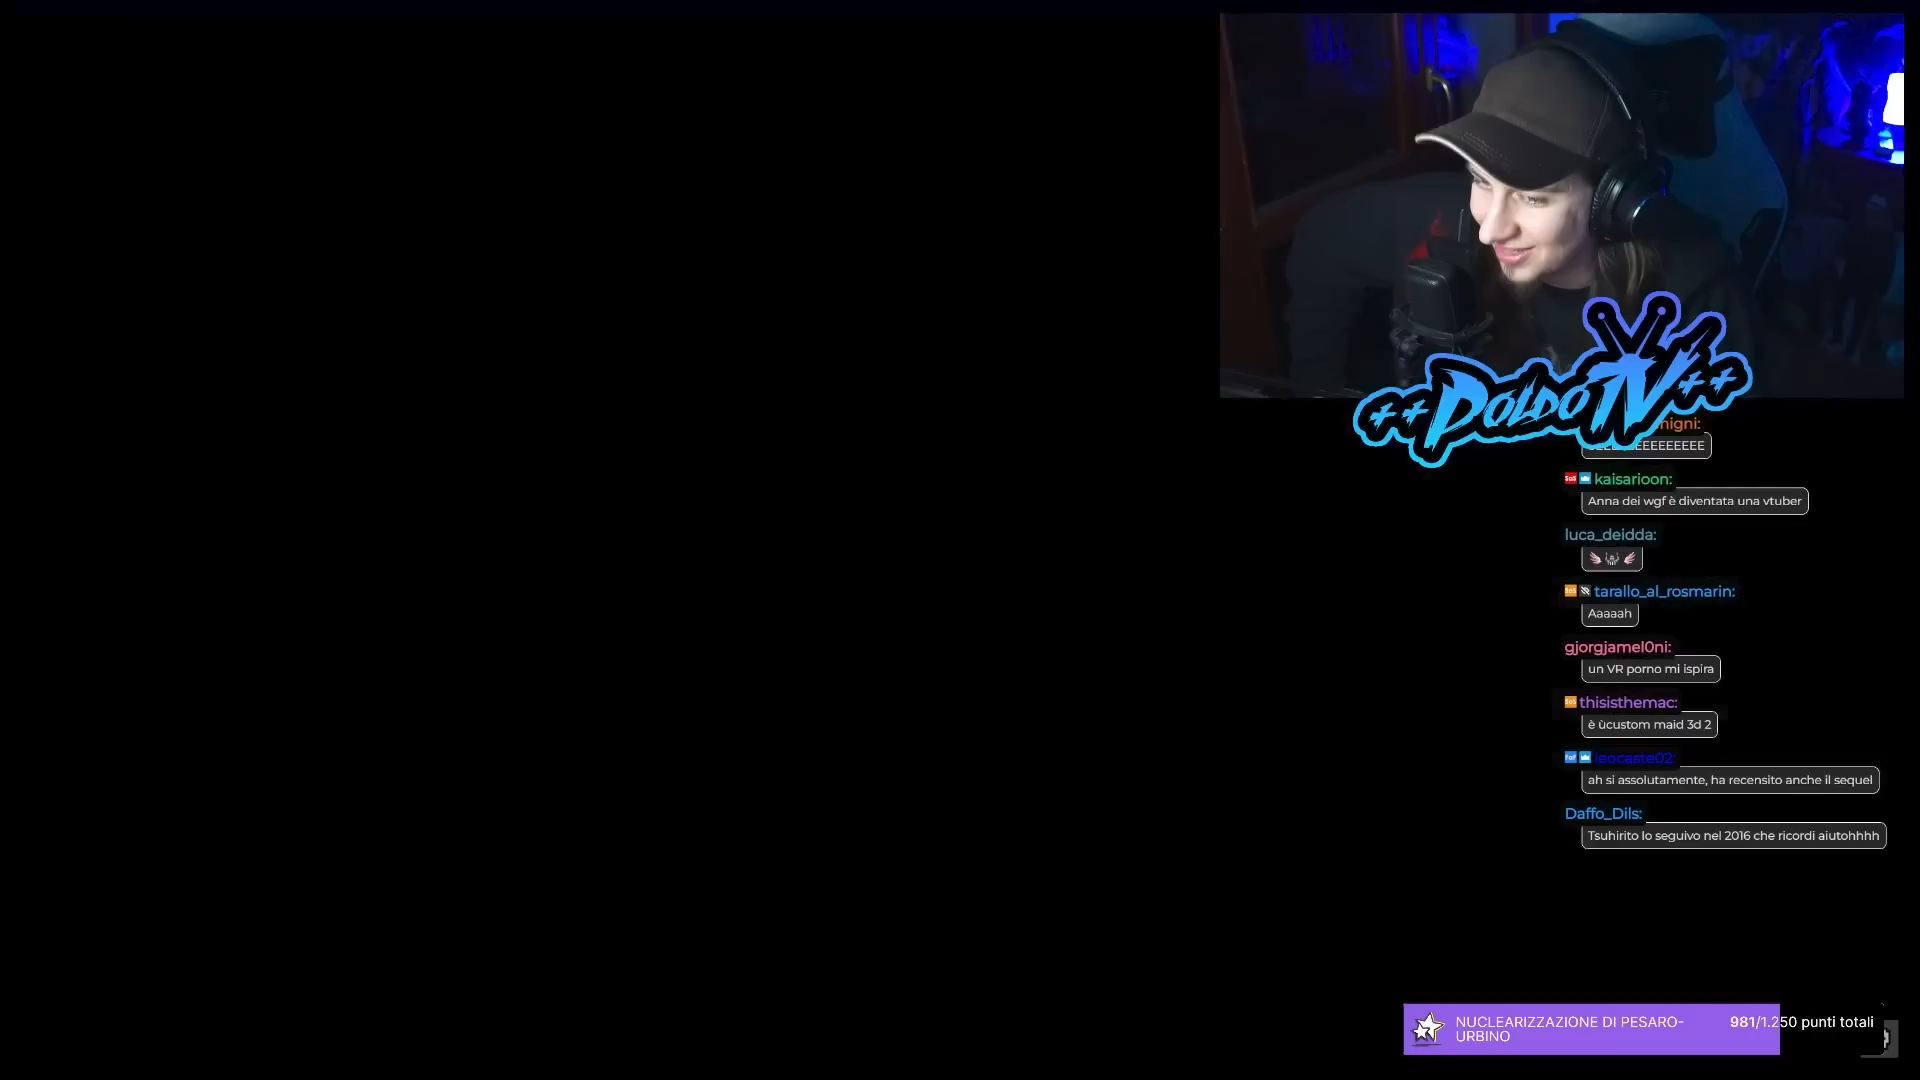 ++DOLDOTV++
kaisarioon:
Anna dei wgf è diventata una vtuber
luca_deidda:
tarallo_al_rosmarin:
Aaaaah
gjorgjamel0ni:
un VR porno mi ispira
thisisthemac:
è ùcustom maid 3d 2
leocaste02:
ah si assolutamente, ha recensito anche il sequel
Daffo_Dils:
Tsuhirito lo seguivo nel 2016 che ricordi aiutohhhh
NUCLEARIZZAZIONE DI PESARO- 981/1.250 punti totali
URBINO